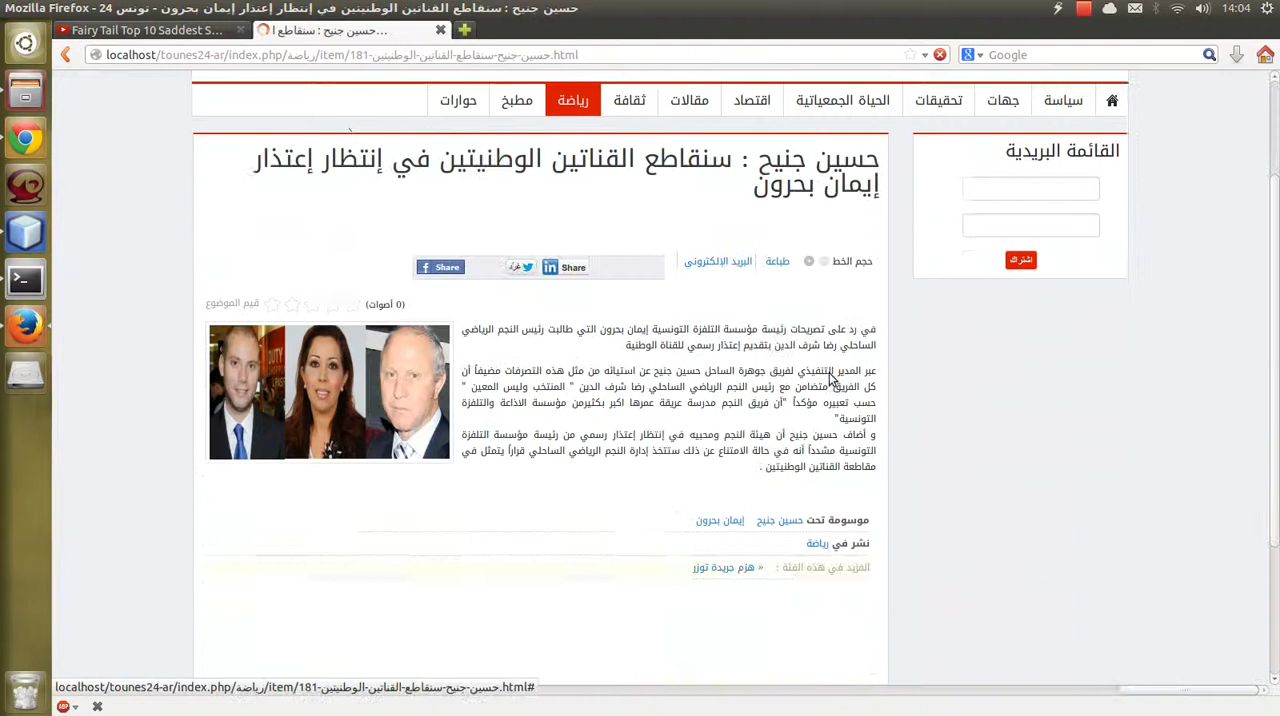 Mozilla Firefox حسين جنيح : سنقاطع القناتين الوطنيتين في إنتظار إعتذار إيمان بحرون - تونس 24
14:04
Fairy Tail Top 10 Saddest S...
حسين جنيح : سنقاطع ا...
localhost/tounes24-ar/index.php/رياضة/item/181-حسين-جنيح-سنقاطع-القناتين-الوطنيتين.html
Google
سياسة
جهات
تحقيقات
الحياة الجمعياتية
اقتصاد
مقالات
ثقافة
رياضة
مطبخ
حوارات
القائمة البريدية
اشتراك
حسين جنيح : سنقاطع القناتين الوطنيتين في إنتظار إعتذار
إيمان بحرون
حجم الخط
طباعة
البريد الإلكتروني
Share
غرّد
Share
قيم الموضوع
(0 أصوات)
في رد على تصريحات رئيسة مؤسسة التلفزة التونسية إيمان بحرون التي طالبت رئيس النجم الرياضي
الساحلي رضا شرف الدين بتقديم إعتذار رسمي للقناة الوطنية
عبر المدير التنفيذي لفريق جوهرة الساحل حسين جنيح عن استيائه من مثل هذه التصرفات مضيفاً أن
كل الفريق متضامن مع رئيس النجم الرياضي الساحلي رضا شرف الدين " المنتخب وليس المعين "
حسب تعبيره مؤكداً "أن فريق النجم مدرسة عريقة عمرها اكبر بكثيرمن مؤسسة الاذاعة والتلفزة
التونسية"
و أضاف حسين جنيح أن هيئة النجم ومحبيه في إنتظار إعتذار رسمي من رئيسة مؤسسة التلفزة
التونسية مشدداً أنه في حالة الامتناع عن ذلك ستتخذ إدارة النجم الرياضي الساحلي قراراً يتمثل في
مقاطعة القناتين الوطنيتين .
DUTY
موسومة تحت حسين جنيح إيمان بحرون
نشر في رياضة
المزيد في هذه الفئة : « هزم جريدة توزر
localhost/tounes24-ar/index.php/رياضة/item/181-حسين-جنيح-سنقاطع-القناتين-الوطنيتين.html#
ABP